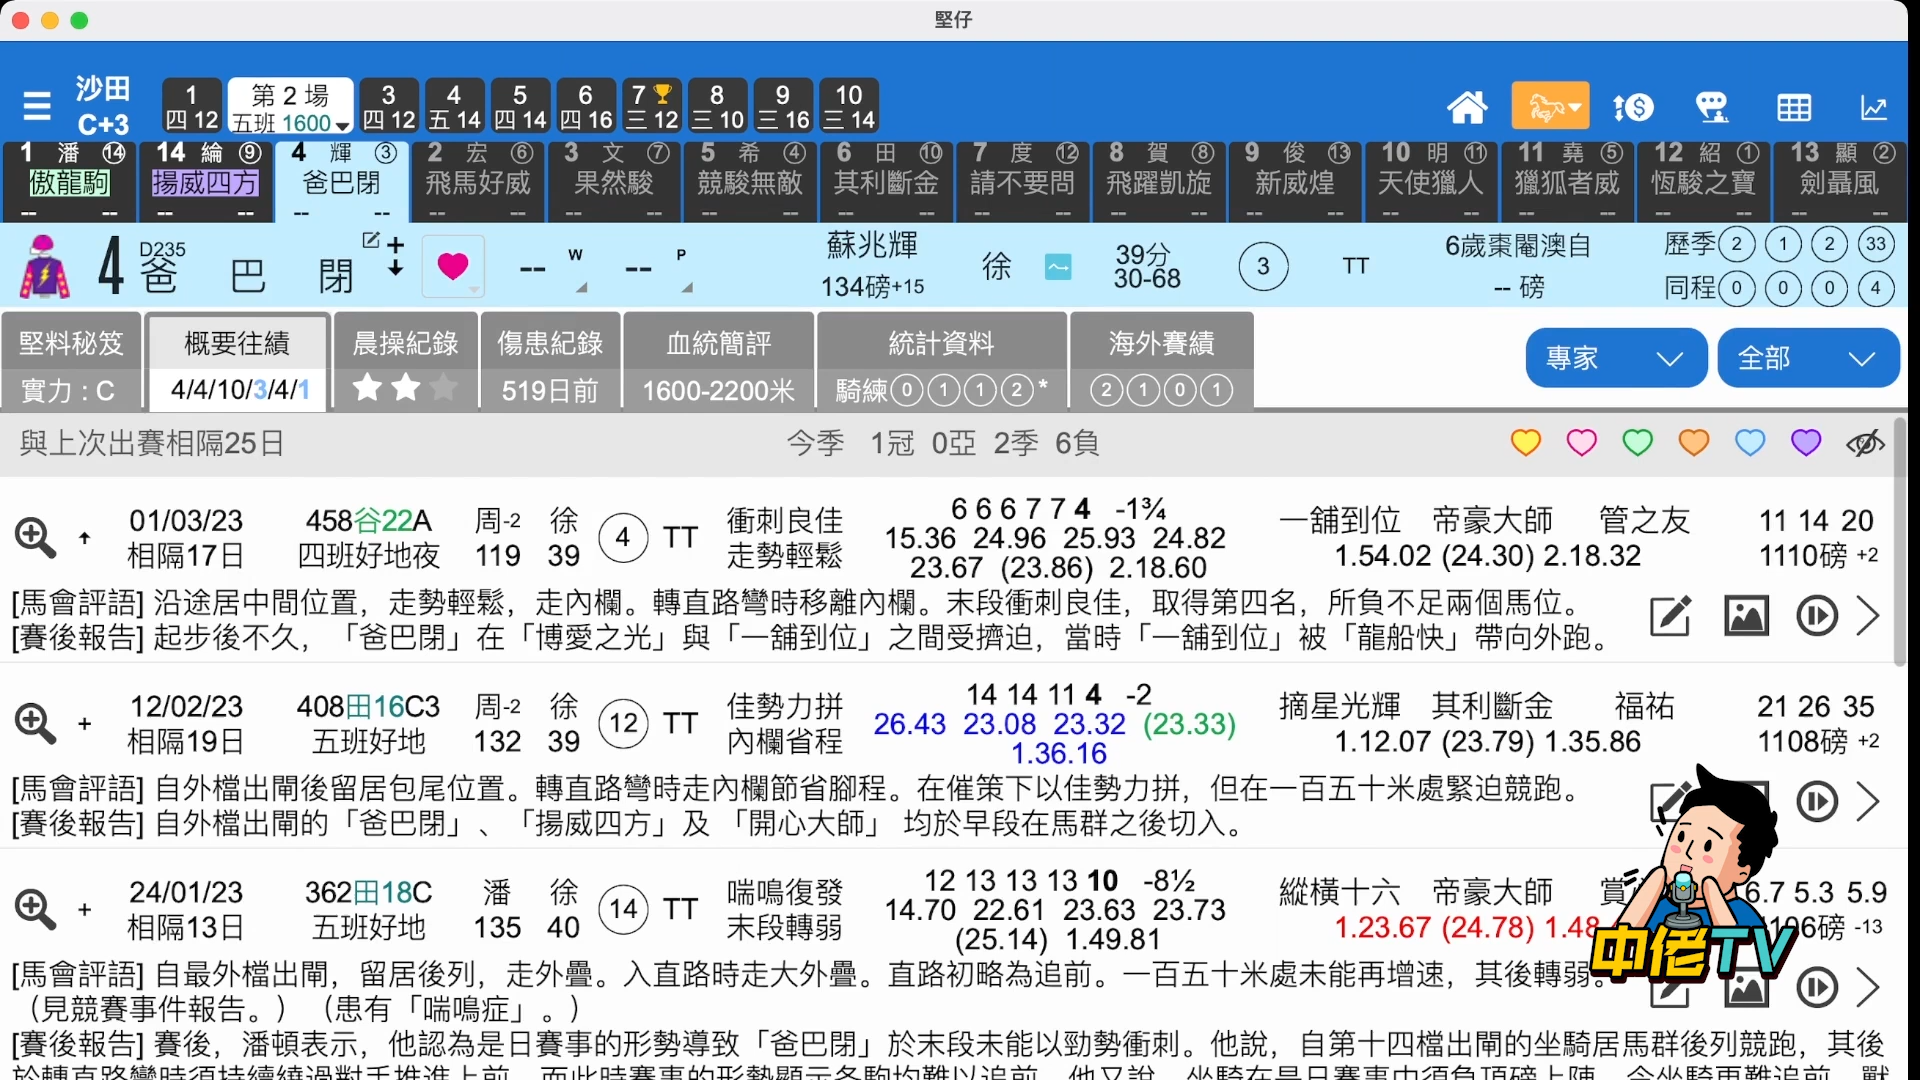 堅仔
沙田
C+3
1 四 12
第 2 場 五班 1600
3 四 12
4 五 14
5 四 14
6 四 16
7 三 12
8 三 10
9 三 16
10 三 14
1 潘 14 傲龍駒 -- --
14 綸 9 揚威四方 -- --
4 輝 3 爸巴閉 -- --
2 宏 6 飛馬好威 -- --
3 文 7 果然駿 -- --
5 希 4 競駿無敵 -- --
6 田 10 其利斷金 -- --
7 度 12 請不要問 -- --
8 賀 8 飛躍凱旋 -- --
9 俊 13 新威煌 -- --
10 明 11 天使獵人 -- --
11 堯 5 獵狐者威 -- --
12 紹 1 恆駿之寶 -- --
13 顯 2 劍聶風 -- --
4 D235 爸 巴 閉
-- W -- P
蘇兆輝
134磅+15
徐
39分
30-68
3
TT
6歲棗閹澳自
-- 磅
歷季 2 1 2 33
同程 0 0 0 4
堅料秘笈 實力 : C
概要往績 4/4/10/3/4/1
晨操紀錄
傷患紀錄 519日前
血統簡評 1600-2200米
統計資料 騎練 0 1 1 2 *
海外賽績 2 1 0 1
專家
全部
與上次出賽相隔25日
今季 1冠 0亞 2季 6負
01/03/23 458谷22A 周-2 徐 4 TT 衝刺良佳 6 6 6 7 7 4 -1¾ 一舖到位 帝豪大師 管之友 11 14 20
相隔17日 四班好地夜 119 39 走勢輕鬆 15.36 24.96 25.93 24.82 1.54.02 (24.30) 2.18.32 1110磅 +2
23.67 (23.86) 2.18.60
[馬會評語] 沿途居中間位置，走勢輕鬆，走內欄。轉直路彎時移離內欄。末段衝刺良佳，取得第四名，所負不足兩個馬位。
[賽後報告] 起步後不久，「爸巴閉」在「博愛之光」與「一舖到位」之間受擠迫，當時「一舖到位」被「龍船快」帶向外跑。
12/02/23 408田16C3 周-2 徐 12 TT 佳勢力拼 14 14 11 4 -2 摘星光輝 其利斷金 福祐 21 26 35
相隔19日 五班好地 132 39 內欄省程 26.43 23.08 23.32 (23.33) 1.12.07 (23.79) 1.35.86 1108磅 +2
1.36.16
[馬會評語] 自外檔出閘後留居包尾位置。轉直路彎時走內欄節省腳程。在催策下以佳勢力拼，但在一百五十米處緊迫競跑。
[賽後報告] 自外檔出閘的「爸巴閉」、「揚威四方」及 「開心大師」 均於早段在馬群之後切入。
24/01/23 362田18C 潘 徐 14 TT 喘鳴復發 12 13 13 13 10 -8½ 縱橫十六 帝豪大師 6.7 5.3 5.9
相隔13日 五班好地 135 40 末段轉弱 14.70 22.61 23.63 23.73 1.23.67 (24.78) 1.48 磅 -13
(25.14) 1.49.81
[馬會評語] 自最外檔出閘，留居後列，走外疊。入直路時走大外疊。直路初略為追前。一百五十米處未能再增速，其後轉弱。
（見競賽事件報告。）（患有「喘鳴症」。）
[賽後報告] 賽後，潘頓表示，他認為是日賽事的形勢導致「爸巴閉」於末段未能以勁勢衝刺。他說，自第十四檔出閘的坐騎居馬群後列競跑，其後
中佬TV